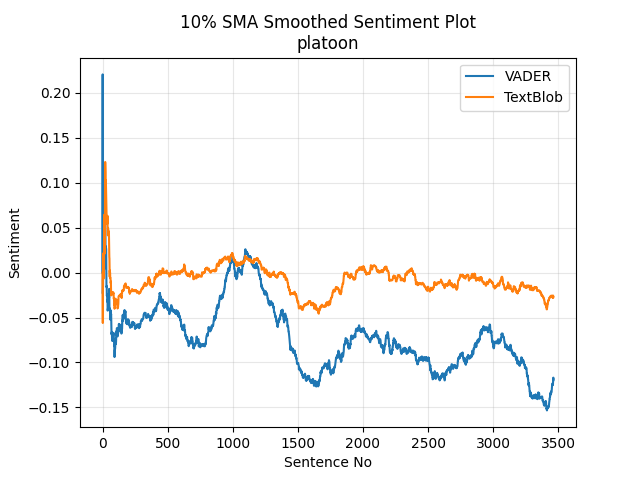 10% SMA Smoothed Sentiment Plot
platoon
VADER
TextBlob
Sentiment
0.20
0.15
0.10
0.05
0.00
−0.05
−0.10
−0.15
0 500 1000 1500 2000 2500 3000 3500
Sentence No